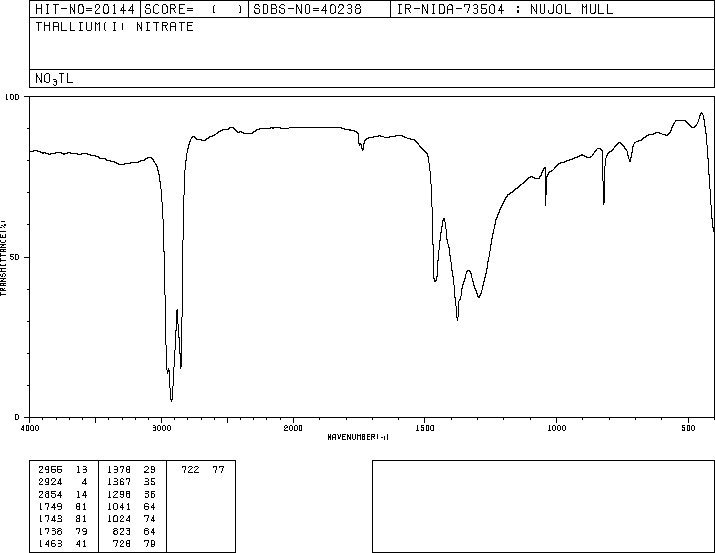 HIT-NO=20144 SCORE= ( ) SDBS-NO=40238 IR-NIDA-73504 : NUJOL MULL
THALLIUM(I) NITRATE
NO3TL
100
50
0
TRANSMITTANCE(%)
4000 3000 2000 1500 1000 500
WAVENUMBER(-1)
2966 13 1378 29 722 77
2924 4 1367 35
2854 14 1298 36
1749 81 1041 64
1743 81 1024 74
1736 79 823 64
1463 41 728 79